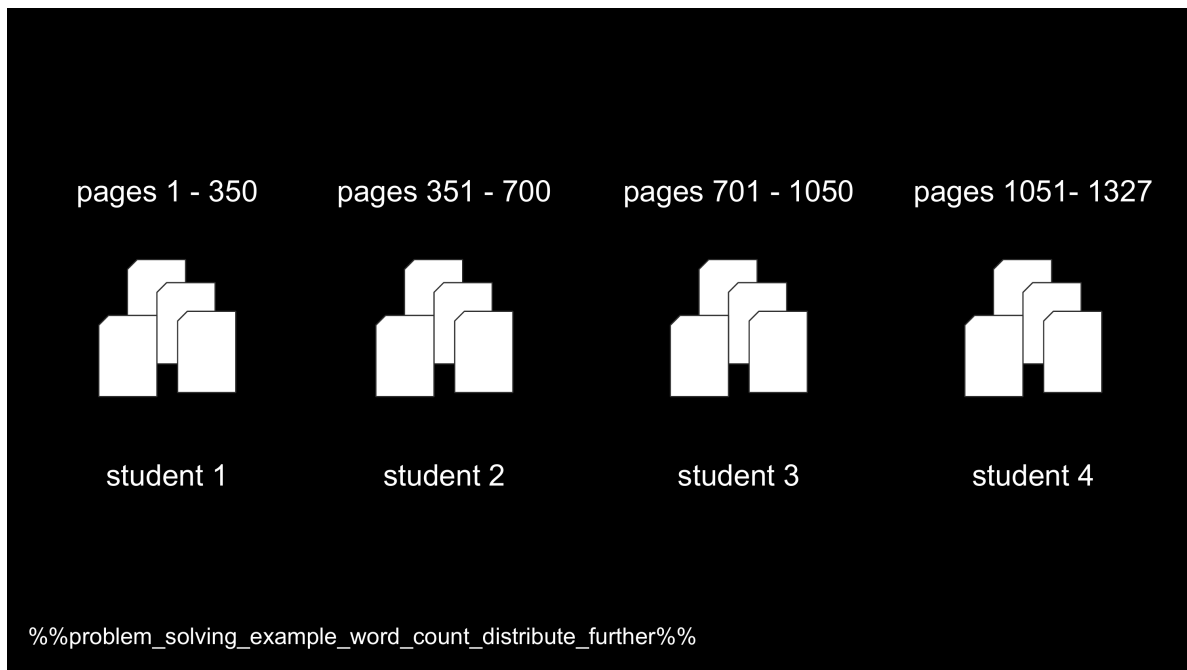 pages 1 - 350
pages 351 - 700
pages 701 - 1050
pages 1051- 1327
student 1
student 2
student 3
student 4
%%problem_solving_example_word_count_distribute_further%%